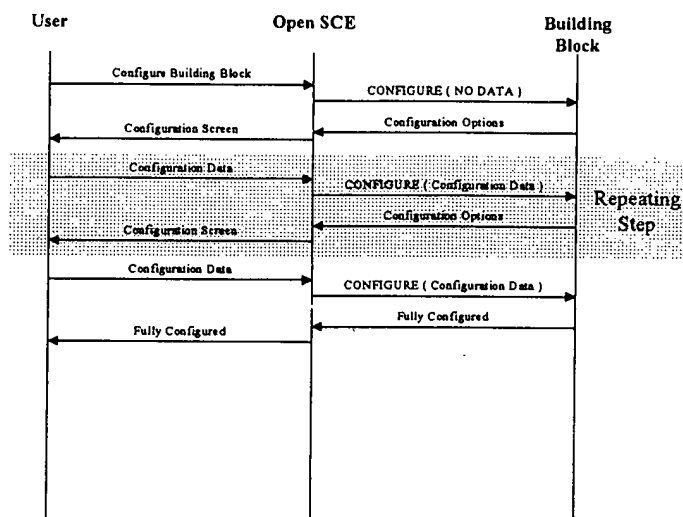 User
Open SCE
Building
Block
Configure Building Block
CONFIGURE ( NO DATA )
Configuration Options
Configuration Screen
Configuration Data
CONFIGURE ( Configuration Data )
Repeating
Step
Configuration Options
Configuration Screen
Configuration Data
CONFIGURE ( Configuration Data )
Fully Configured
Fully Configured